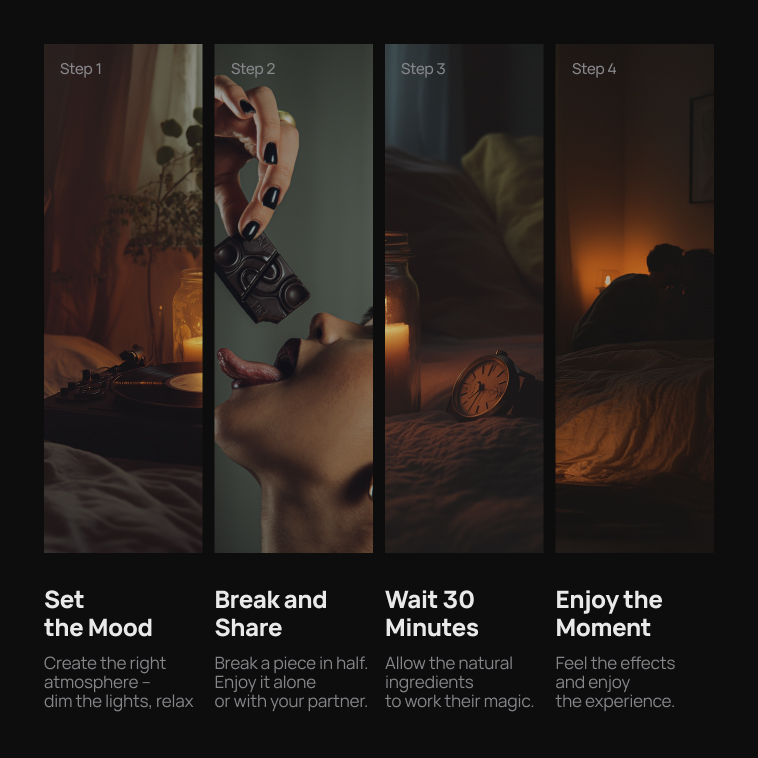 Step 1
Step 2
Step 3
Step 4
Set
the Mood
Create the right
atmosphere –
dim the lights, relax
Break and
Share
Break a piece in half.
Enjoy it alone
or with your partner.
Wait 30
Minutes
Allow the natural
ingredients
to work their magic.
Enjoy the
Moment
Feel the effects
and enjoy
the experience.